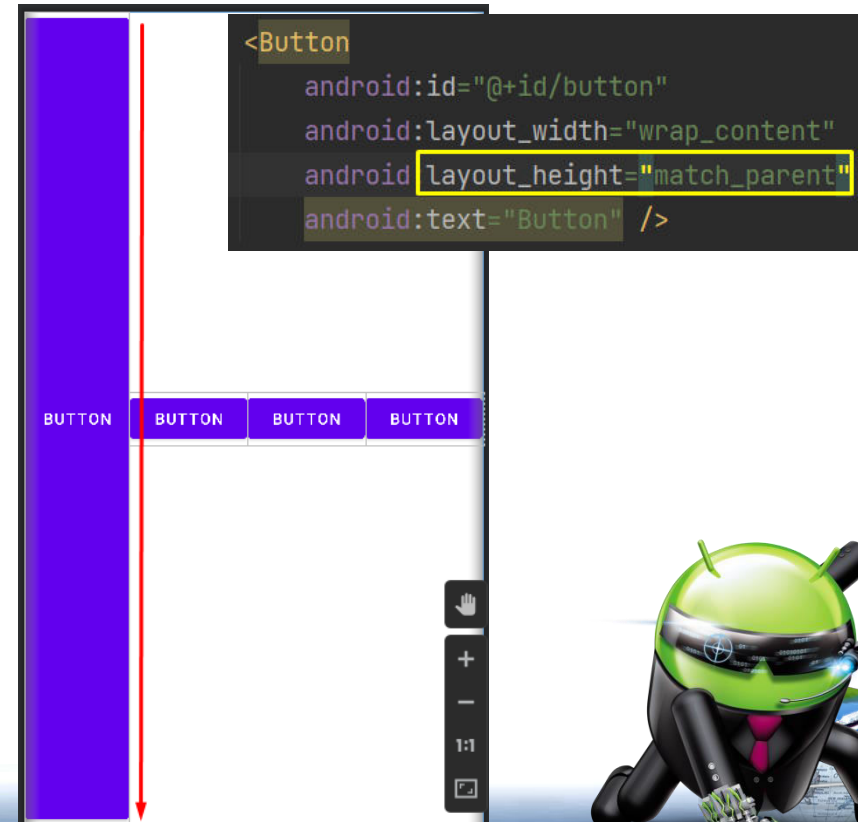 <Button
android:id="@+id/button"
android:layout_width="wrap_content"
android:layout_height="match_parent"
android:text="Button" />
BUTTON BUTTON BUTTON BUTTON
1:1